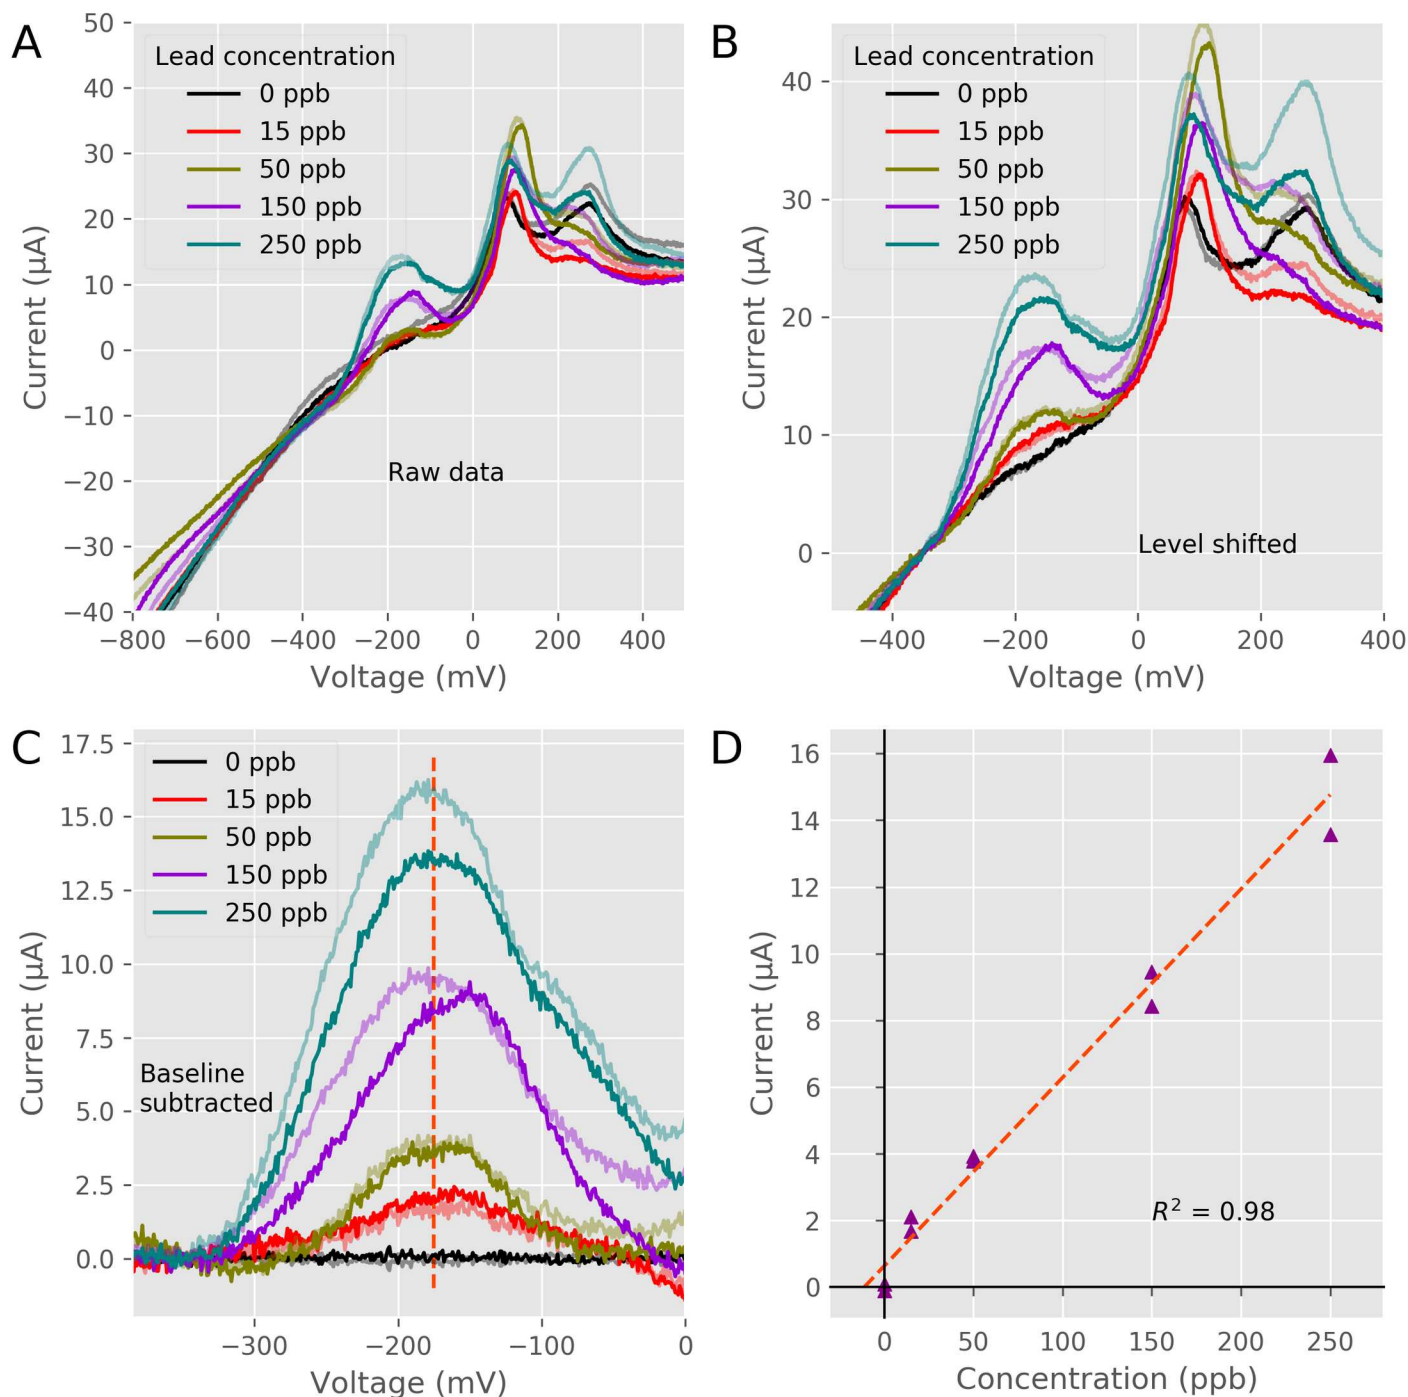 A
Lead concentration
0 ppb
15 ppb
50 ppb
150 ppb
250 ppb
Raw data
50
40
30
20
10
0
−10
−20
−30
−40
Current (µA)
−800
−600
−400
−200
0
200
400
Voltage (mV)
B
Lead concentration
0 ppb
15 ppb
50 ppb
150 ppb
250 ppb
Level shifted
40
30
20
10
0
Current (µA)
−400
−200
0
200
400
Voltage (mV)
C
0 ppb
15 ppb
50 ppb
150 ppb
250 ppb
Baseline
subtracted
17.5
15.0
12.5
10.0
7.5
5.0
2.5
0.0
Current (µA)
−300
−200
−100
0
Voltage (mV)
D
16
14
12
10
8
6
4
2
0
Current (µA)
R² = 0.98
0
50
100
150
200
250
Concentration (ppb)